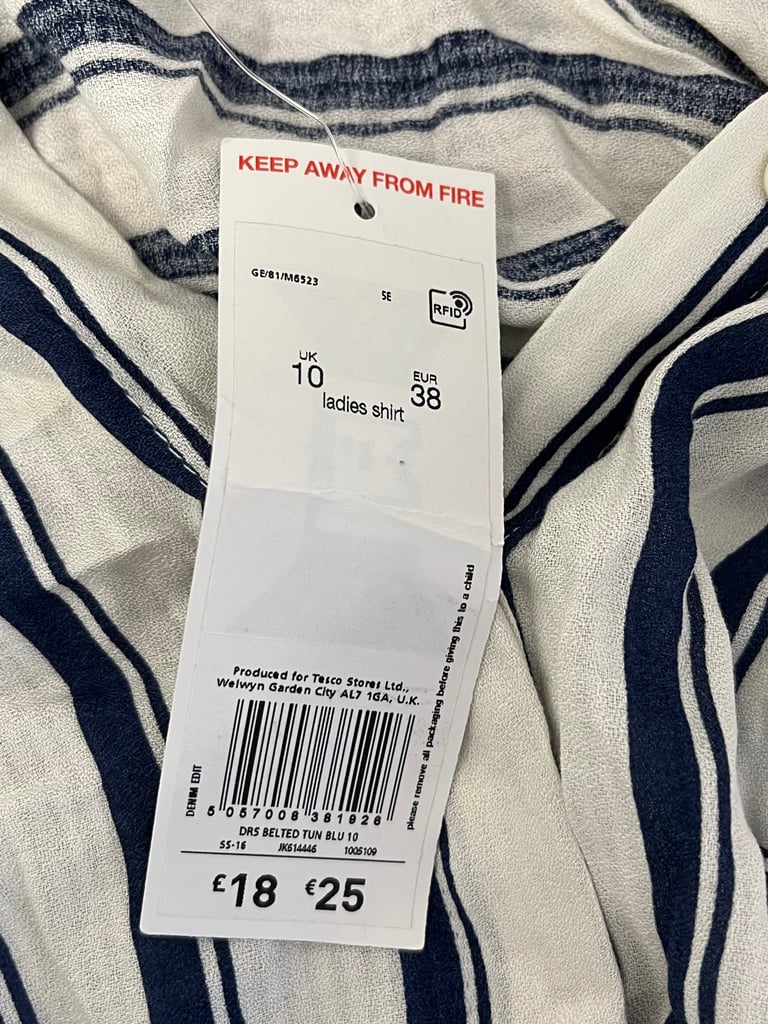 KEEP AWAY FROM FIRE
GE/81/M6523
SE
RFID
UK
10
EUR
38
ladies shirt
please remove all packaging before giving this to a child
Produced for Tesco Stores Ltd.,
Welwyn Garden City AL7 1GA, U.K.
DENIM EDIT
5 057008 381926
DRS BELTED TUN BLU 10
SS-16 JK614446 1005109
£18 €25